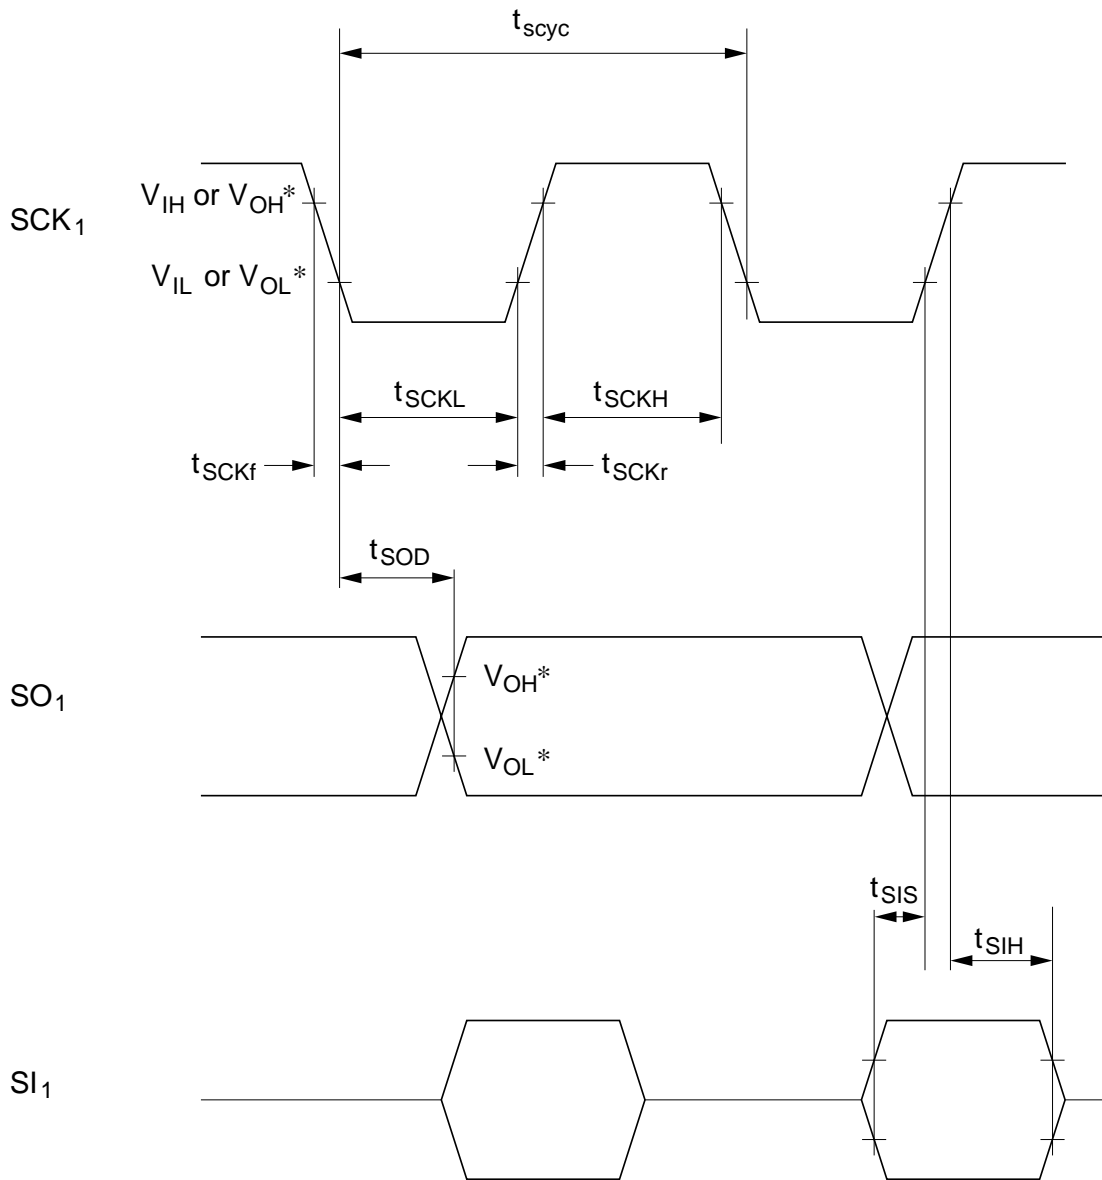 tscyc
VIH or VOH*
SCK1
VIL or VOL*
tSCKL
tSCKH
tSCKf
tSCKr
tSOD
VOH*
SO1
VOL*
tSIS
tSIH
SI1